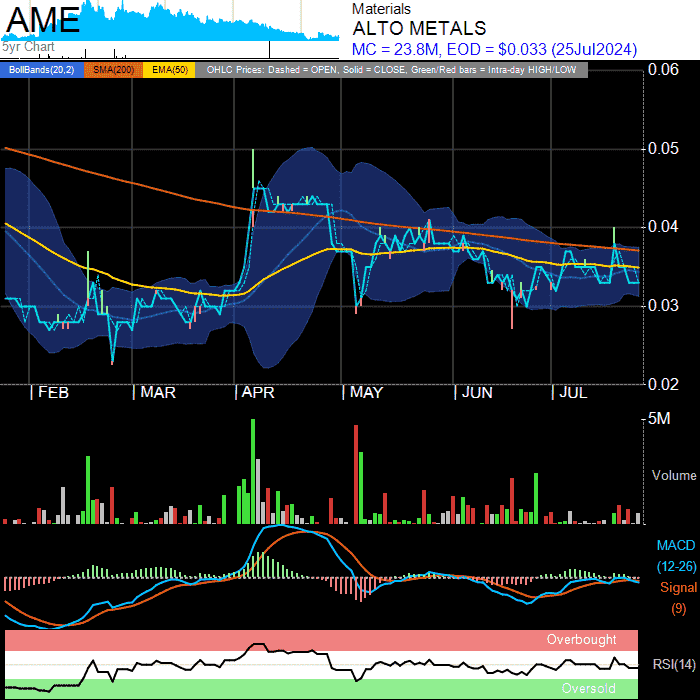 AME
5yr Chart
Materials
ALTO METALS
MC = 23.8M, EOD = $0.033 (25Jul2024)
BollBands(20,2) SMA(200) EMA(50) OHLC Prices: Dashed = OPEN, Solid = CLOSE, Green/Red bars = Intra-day HIGH/LOW
0.06
0.05
0.04
0.03
0.02
FEB MAR APR MAY JUN JUL
5M
Volume
MACD
(12-26)
Signal
(9)
Overbought
RSI(14)
Oversold